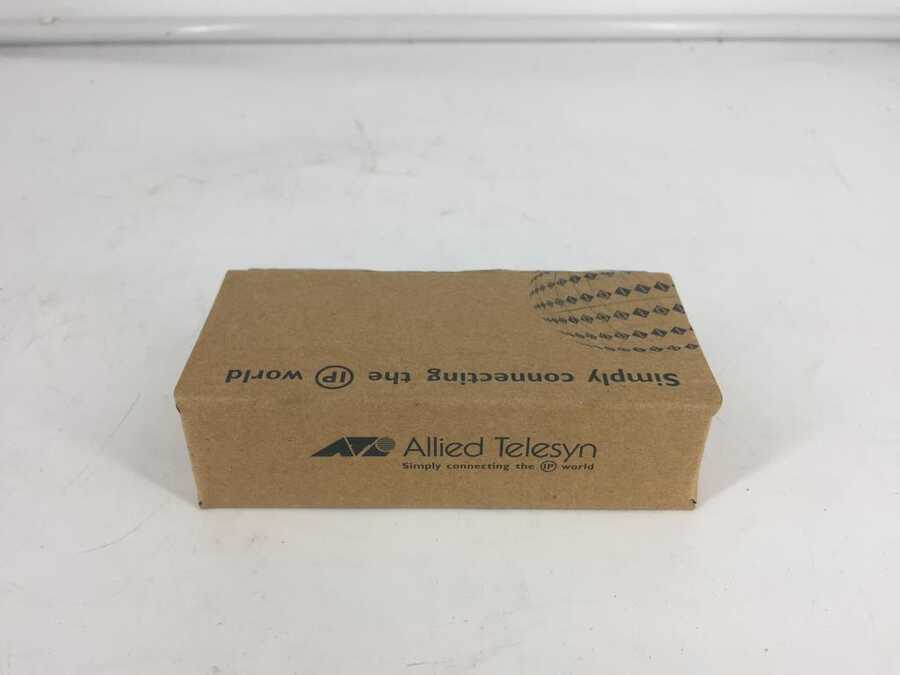 Simply connecting the IP world
Allied Telesyn
Simply connecting the IP world